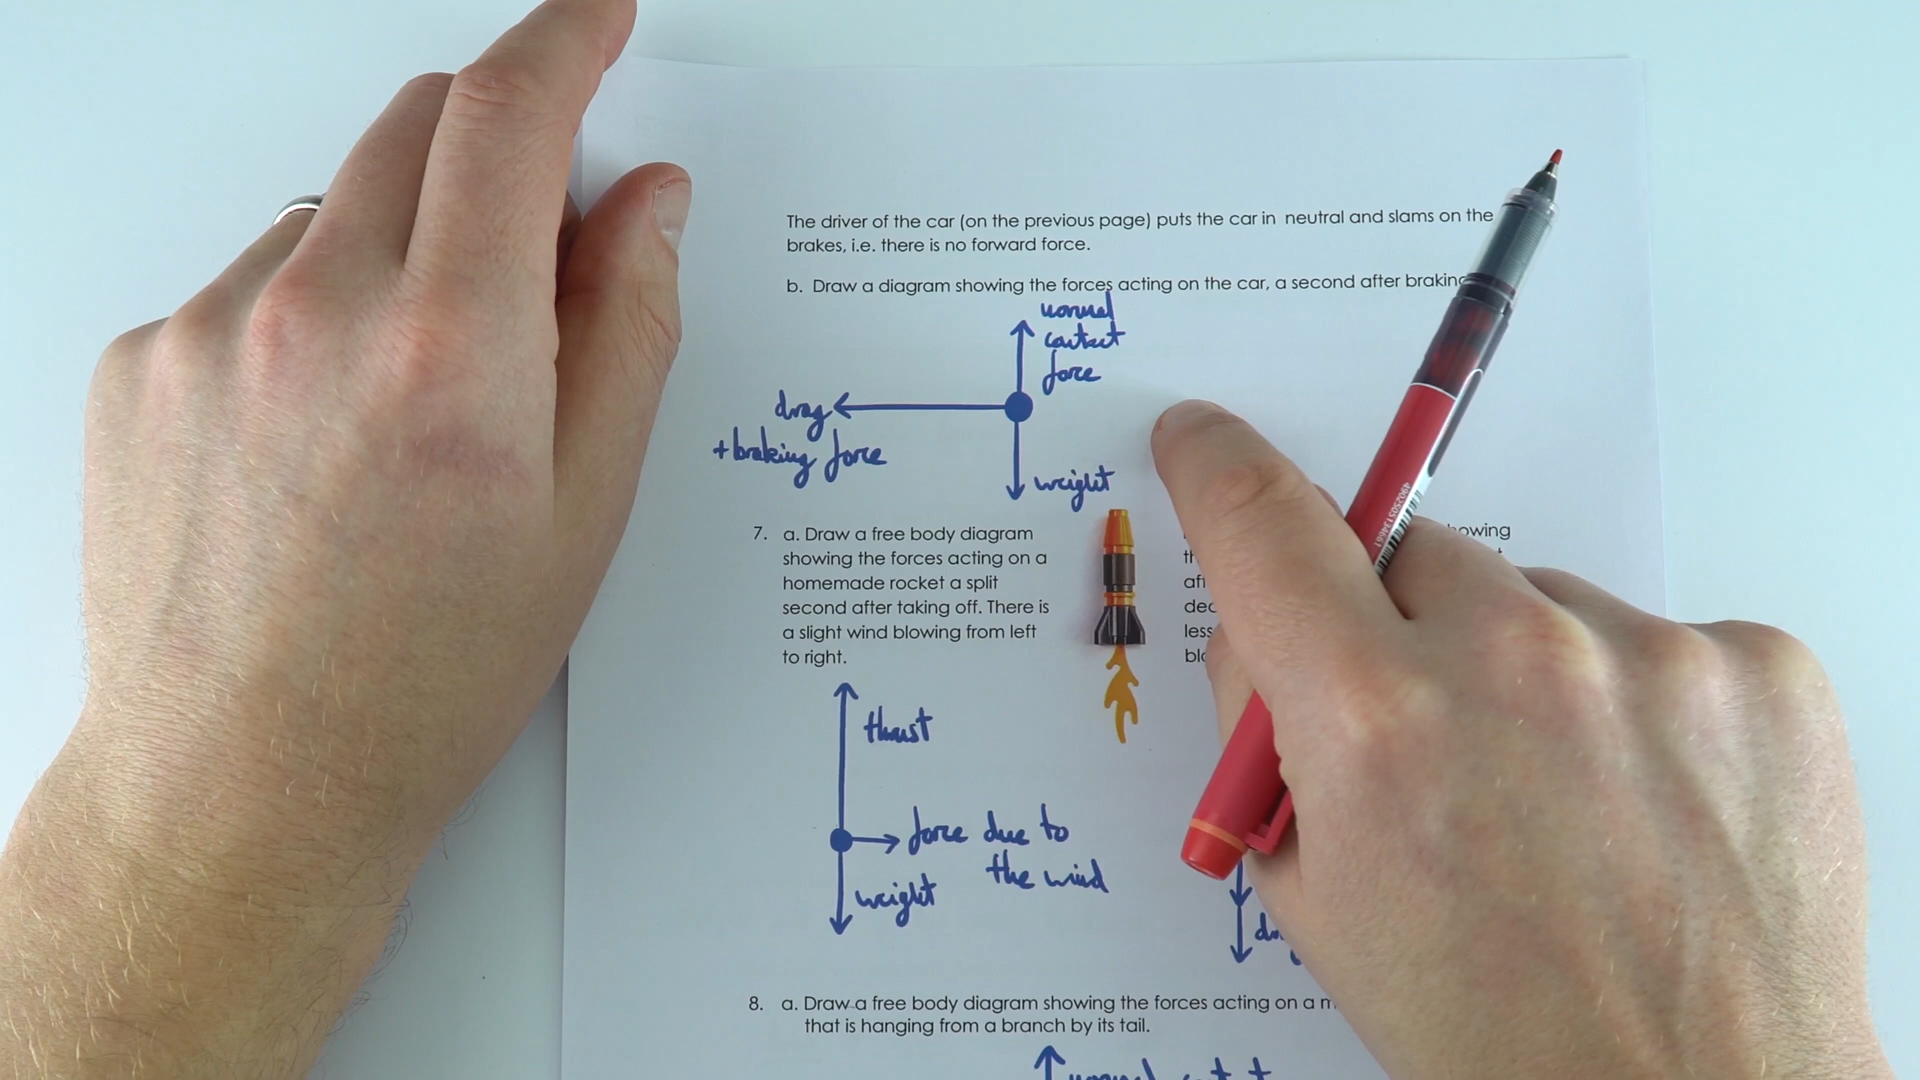 The driver of the car (on the previous page) puts the car in neutral and slams on the
brakes, i.e. there is no forward force.
b. Draw a diagram showing the forces acting on the car, a second after braking
normal
contact
force
drag
+ braking force
weight
7. a. Draw a free body diagram
showing the forces acting on a
homemade rocket a split
second after taking off. There is
a slight wind blowing from left
to right.
thrust
force due to
the wind
weight
8. a. Draw a free body diagram showing the forces acting on a
that is hanging from a branch by its tail.